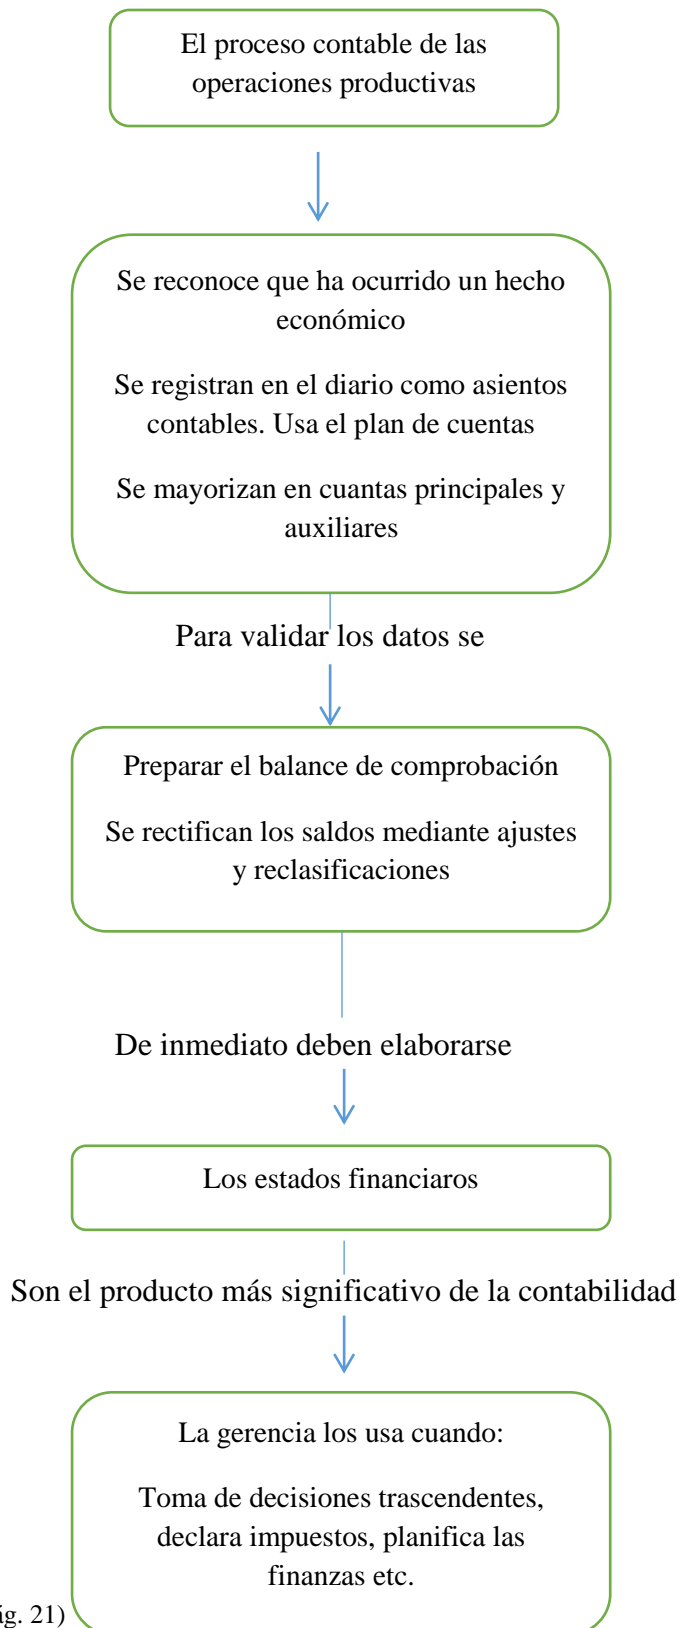 El proceso contable de las
operaciones productivas
Se reconoce que ha ocurrido un hecho
económico
Se registran en el diario como asientos
contables. Usa el plan de cuentas
Se mayorizan en cuantas principales y
auxiliares
Para validar los datos se
Preparar el balance de comprobación
Se rectifican los saldos mediante ajustes
y reclasificaciones
De inmediato deben elaborarse
Los estados financiaros
Son el producto más significativo de la contabilidad
La gerencia los usa cuando:
Toma de decisiones trascendentes,
declara impuestos, planifica las
finanzas etc.
ág. 21)